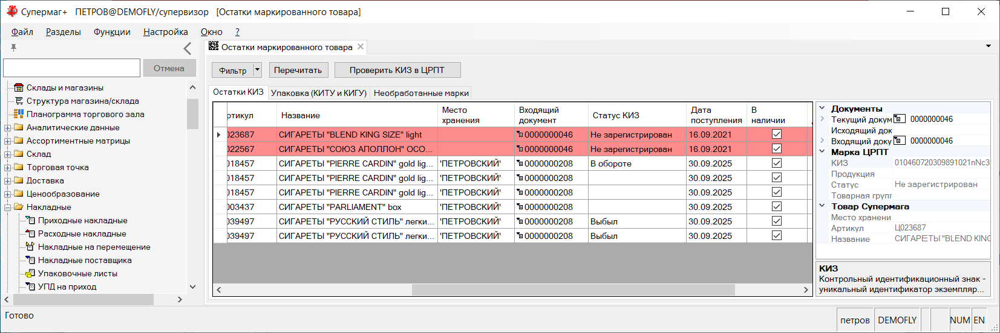 Супермаг+ ПЕТРОВ@DEMOFLY/супервизор [Остатки маркированного товара]
Файл Разделы Функции Настройка Окно ?
Отмена
Склады и магазины
Структура магазина/склада
Планограмма торгового зала
Аналитические данные
Ассортиментные матрицы
Склад
Торговая точка
Доставка
Ценообразование
Накладные
Приходные накладные
Расходные накладные
Накладные на перемещение
Накладные поставщика
Упаковочные листы
УПД на приход
Остатки маркированного товара
Фильтр Перечитать Проверить КИЗ в ЦРПТ
Остатки КИЗ Упаковка (КИТУ и КИГУ) Необработанные марки
ртикул Название Место хранения Входящий документ Статус КИЗ Дата поступления В наличии
023687 СИГАРЕТЫ "BLEND KING SIZE" light 0000000046 Не зарегистрирован 16.09.2021
022567 СИГАРЕТЫ "СОЮЗ АПОЛЛОН" ОСО... 0000000046 Не зарегистрирован 16.09.2021
018457 СИГАРЕТЫ "PIERRE CARDIN" gold lig... 'ПЕТРОВСКИЙ' 0000000208 В обороте 30.09.2025
018457 СИГАРЕТЫ "PIERRE CARDIN" gold lig... 'ПЕТРОВСКИЙ' 0000000208 30.09.2025
018457 СИГАРЕТЫ "PIERRE CARDIN" gold lig... 'ПЕТРОВСКИЙ' 0000000208 30.09.2025
003437 СИГАРЕТЫ "PARLIAMENT" box 'ПЕТРОВСКИЙ' 0000000208 30.09.2025
039497 СИГАРЕТЫ "РУССКИЙ СТИЛЬ" легки... 'ПЕТРОВСКИЙ' 0000000208 Выбыл 30.09.2025
039497 СИГАРЕТЫ "РУССКИЙ СТИЛЬ" легки... 'ПЕТРОВСКИЙ' 0000000208 Выбыл 30.09.2025
Документы
Текущий докум 0000000046
Исходящий док
Входящий доку 0000000046
Марка ЦРПТ
КИЗ 010460720309891021nNc3
Продукция
Статус Не зарегистрирован
Товарная групп
Товар Супермага
Место хранени
Артикул Ц023687
Название СИГАРЕТЫ "BLEND KING
КИЗ
Контрольный идентификационный знак -
уникальный идентификатор экземпляр...
Готово
петров DEMOFLY NUM EN